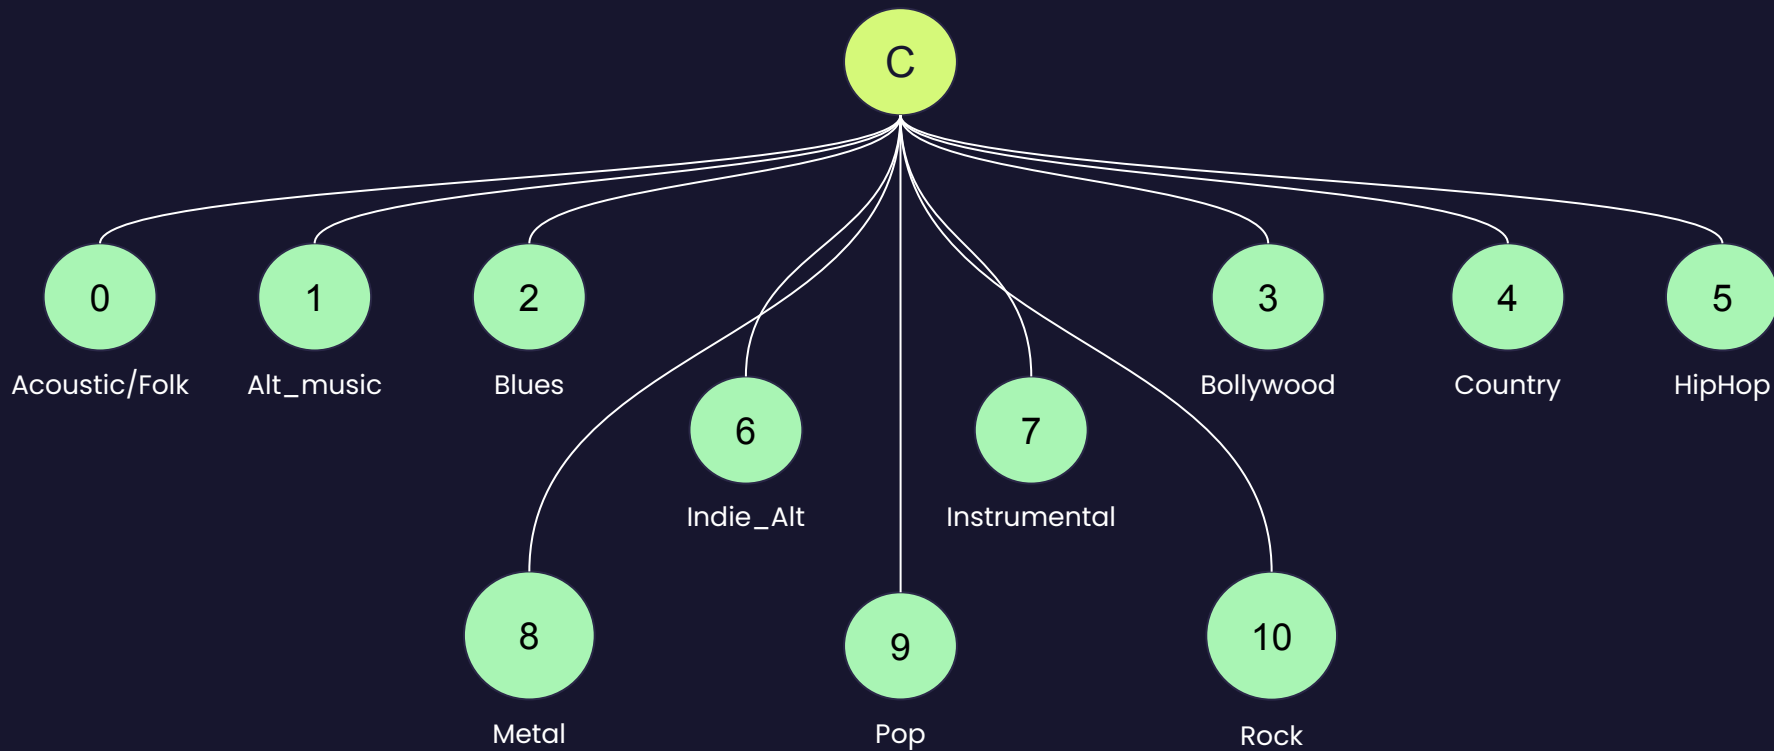 C
0
1
2
3
4
5
Acoustic/Folk
Alt_music
Blues
Bollywood
Country
HipHop
6
7
Indie_Alt
Instrumental
8
9
10
Metal
Pop
Rock